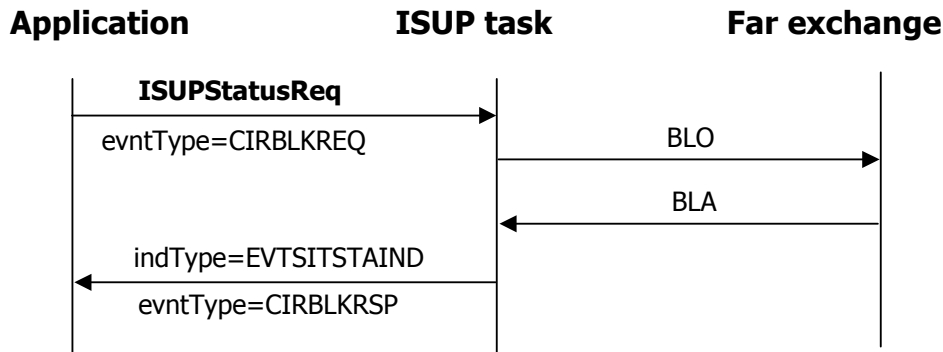 Application ISUP task Far exchange
ISUPStatusReq
evntType=CIRBLKREQ
BLO
BLA
indType=EVTSITSTAIND
evntType=CIRBLKRSP